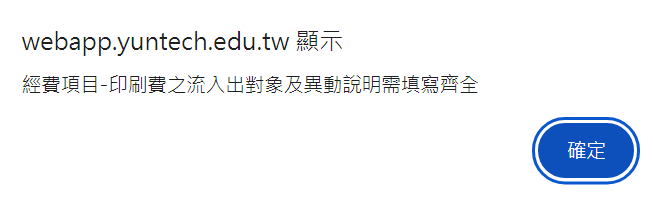 webapp.yuntech.edu.tw 顯示
經費項目-印刷費之流入出對象及異動說明需填寫齊全
確定